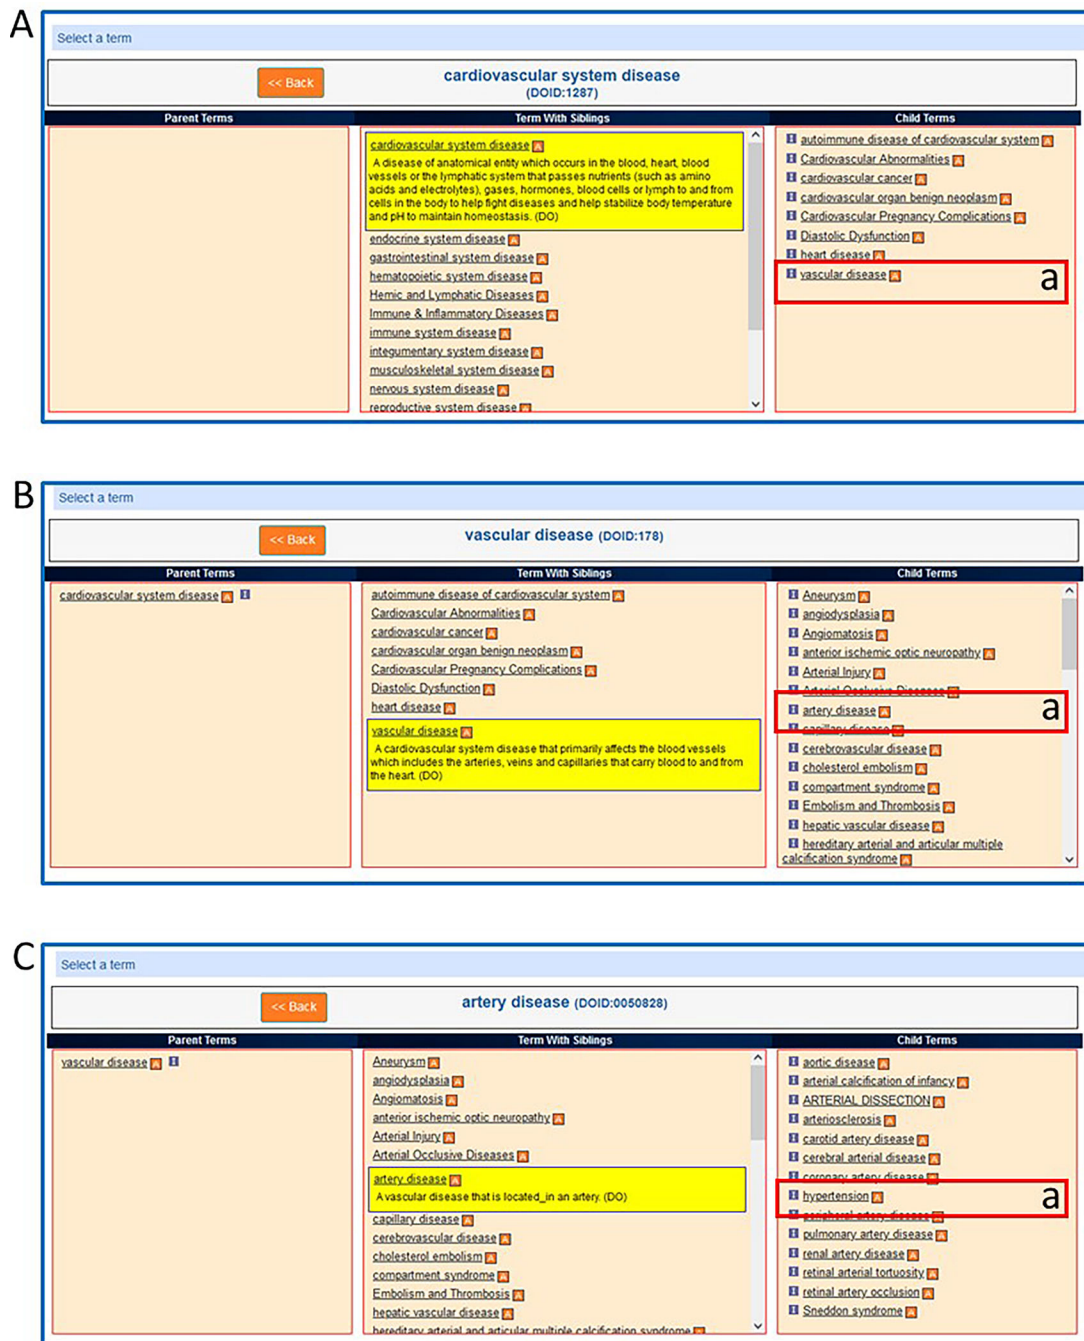 A
Select a term
<< Back
cardiovascular system disease
(DOID:1287)
Parent Terms
Term With Siblings
Child Terms
cardiovascular system disease A
A disease of anatomical entity which occurs in the blood, heart, blood
vessels or the lymphatic system that passes nutrients (such as amino
acids and electrolytes), gases, hormones, blood cells or lymph to and from
cells in the body to help fight diseases and help stabilize body temperature
and pH to maintain homeostasis. (DO)
endocrine system disease A
gastrointestinal system disease A
hematopoietic system disease A
Hemic and Lymphatic Diseases A
Immune & Inflammatory Diseases A
immune system disease A
integumentary system disease A
musculoskeletal system disease A
nervous system disease A
reproductive system disease A
autoimmune disease of cardiovascular system A
Cardiovascular Abnormalities A
cardiovascular cancer A
cardiovascular organ benign neoplasm A
Cardiovascular Pregnancy Complications A
Diastolic Dysfunction A
heart disease A
vascular disease A
a
B
Select a term
<< Back
vascular disease (DOID:178)
Parent Terms
Term With Siblings
Child Terms
cardiovascular system disease A
autoimmune disease of cardiovascular system A
Cardiovascular Abnormalities A
cardiovascular cancer A
cardiovascular organ benign neoplasm A
Cardiovascular Pregnancy Complications A
Diastolic Dysfunction A
heart disease A
vascular disease A
A cardiovascular system disease that primarily affects the blood vessels
which includes the arteries, veins and capillaries that carry blood to and from
the heart. (DO)
Aneurysm A
angiodysplasia A
Angiomatosis A
anterior ischemic optic neuropathy A
Arterial Injury A
Arterial Occlusive Diseases A
artery disease A
a
capillary disease A
cerebrovascular disease A
cholesterol embolism A
compartment syndrome A
Embolism and Thrombosis A
hepatic vascular disease A
hereditary arterial and articular multiple
calcification syndrome A
C
Select a term
<< Back
artery disease (DOID:0050828)
Parent Terms
Term With Siblings
Child Terms
vascular disease A
Aneurysm A
angiodysplasia A
Angiomatosis A
anterior ischemic optic neuropathy A
Arterial Injury A
Arterial Occlusive Diseases A
artery disease A
A vascular disease that is located_in an artery. (DO)
capillary disease A
cerebrovascular disease A
cholesterol embolism A
compartment syndrome A
Embolism and Thrombosis A
hepatic vascular disease A
hereditary arterial and articular multiple calcification syndrome A
aortic disease A
arterial calcification of infancy A
ARTERIAL DISSECTION A
arteriosclerosis A
carotid artery disease A
cerebral arterial disease A
coronary artery disease A
hypertension A
a
peripheral artery disease A
pulmonary artery disease A
renal artery disease A
retinal arterial tortuosity A
retinal artery occlusion A
Sneddon syndrome A